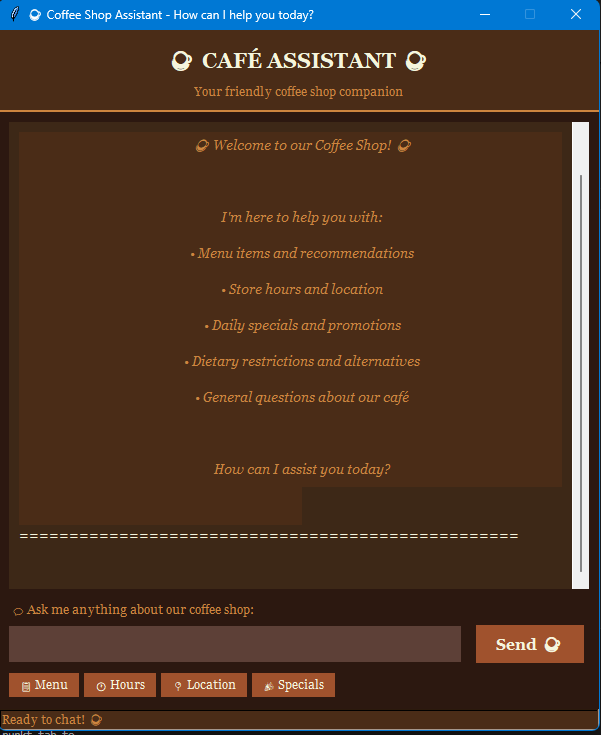 Coffee Shop Assistant - How can I help you today?
CAFÉ ASSISTANT
Your friendly coffee shop companion
Welcome to our Coffee Shop!
I'm here to help you with:
• Menu items and recommendations
• Store hours and location
• Daily specials and promotions
• Dietary restrictions and alternatives
• General questions about our café
How can I assist you today?
==================================================
Ask me anything about our coffee shop:
Send
Menu
Hours
Location
Specials
Ready to chat!